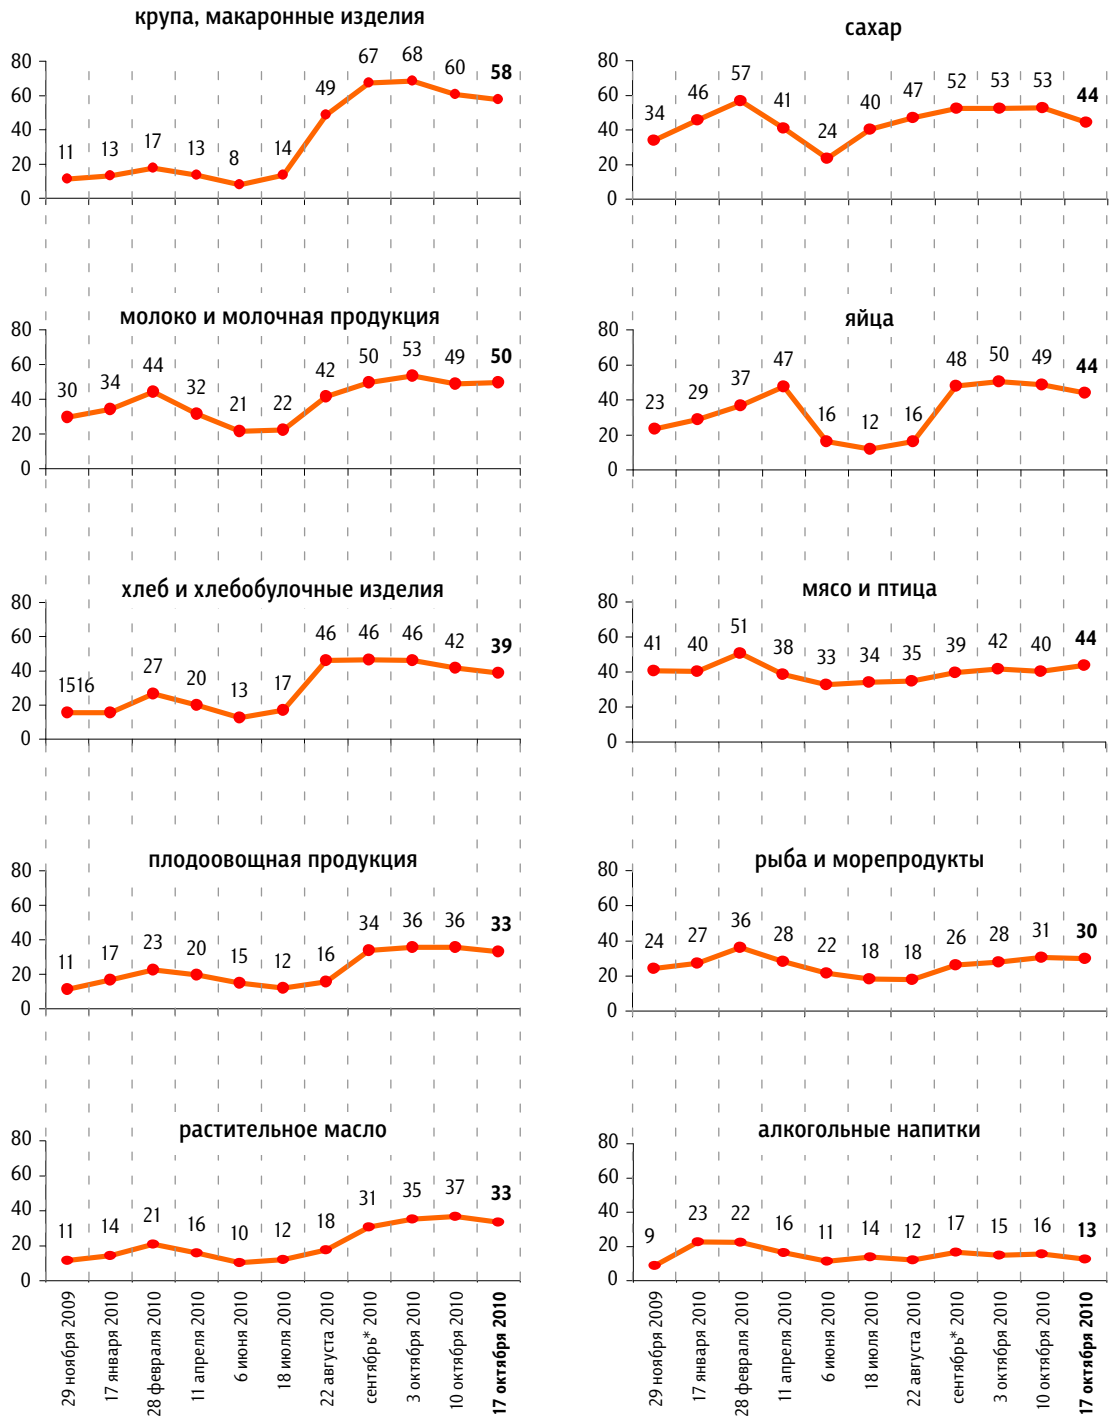 крупа, макаронные изделия
80
60
40
20
0
11 13 17 13 8 14 49 67 68 60 58
сахар
80
60
40
20
0
34 46 57 41 24 40 47 52 53 53 44
молоко и молочная продукция
80
60
40
20
0
30 34 44 32 21 22 42 50 53 49 50
яйца
80
60
40
20
0
23 29 37 47 16 12 16 48 50 49 44
хлеб и хлебобулочные изделия
80
60
40
20
0
1516 27 20 13 17 46 46 46 42 39
мясо и птица
80
60
40
20
0
41 40 51 38 33 34 35 39 42 40 44
плодоовощная продукция
80
60
40
20
0
11 17 23 20 15 12 16 34 36 36 33
рыба и морепродукты
80
60
40
20
0
24 27 36 28 22 18 18 26 28 31 30
растительное масло
80
60
40
20
0
11 14 21 16 10 12 18 31 35 37 33
29 ноября 2009
17 января 2010
28 февраля 2010
11 апреля 2010
6 июня 2010
18 июля 2010
22 августа 2010
сентябрь* 2010
3 октября 2010
10 октября 2010
17 октября 2010
алкогольные напитки
80
60
40
20
0
9 23 22 16 11 14 12 17 15 16 13
29 ноября 2009
17 января 2010
28 февраля 2010
11 апреля 2010
6 июня 2010
18 июля 2010
22 августа 2010
сентябрь* 2010
3 октября 2010
10 октября 2010
17 октября 2010